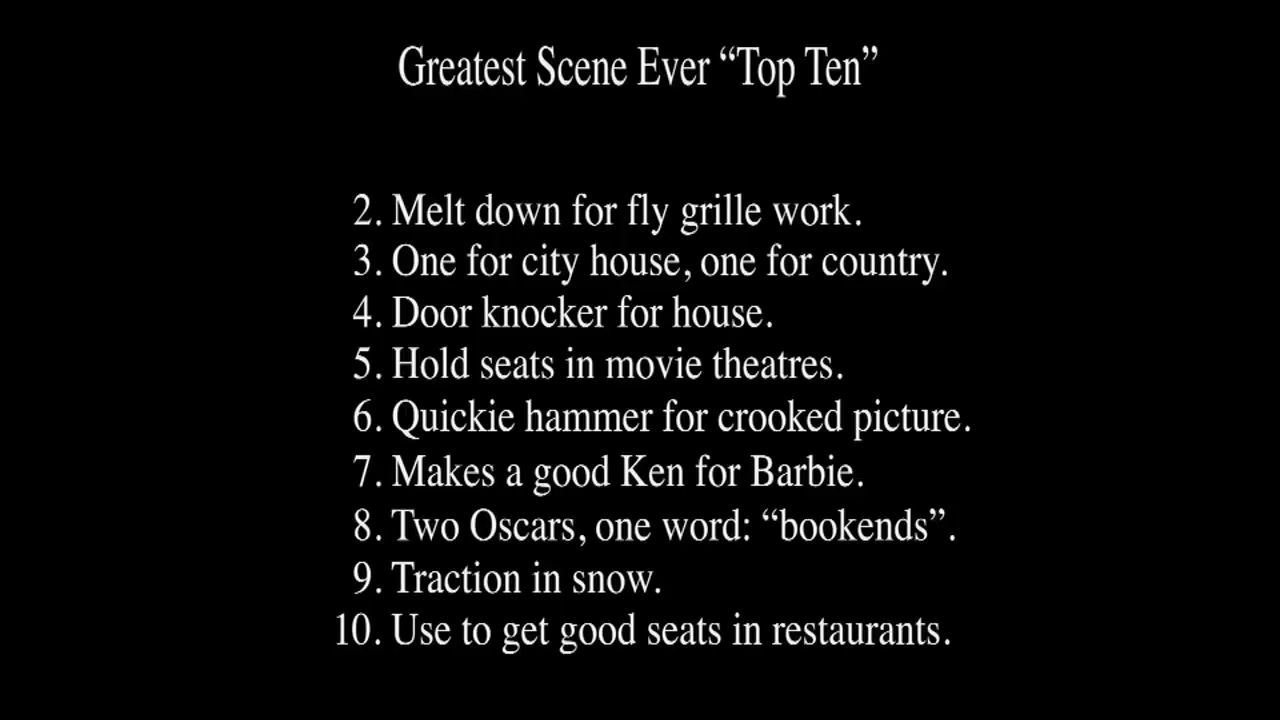 Greatest Scene Ever “Top Ten”
2. Melt down for fly grille work.
3. One for city house, one for country.
4. Door knocker for house.
5. Hold seats in movie theatres.
6. Quickie hammer for crooked picture.
7. Makes a good Ken for Barbie.
8. Two Oscars, one word: “bookends”.
9. Traction in snow.
10. Use to get good seats in restaurants.